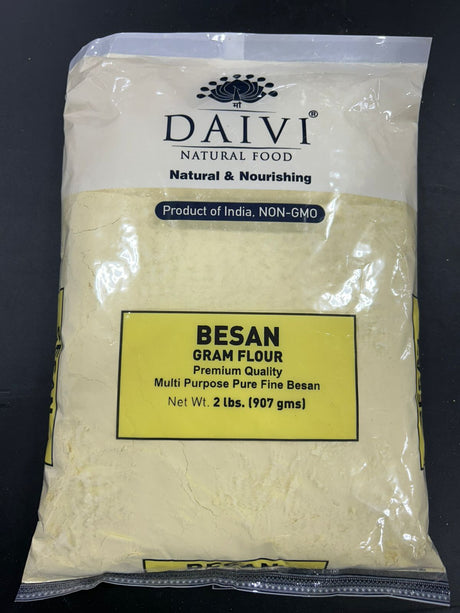 माँ
DAIVI®
NATURAL FOOD
Natural & Nourishing
Product of India, NON-GMO
BESAN
GRAM FLOUR
Premium Quality
Multi Purpose Pure Fine Besan
Net Wt. 2 lbs. (907 gms)
BESAN